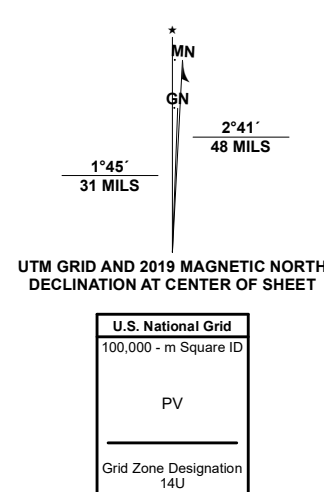 ★
MN
GN
2°41´
48 MILS
1°45´
31 MILS
UTM GRID AND 2019 MAGNETIC NORTH
DECLINATION AT CENTER OF SHEET
U.S. National Grid
100,000 - m Square ID
PV
Grid Zone Designation
14U